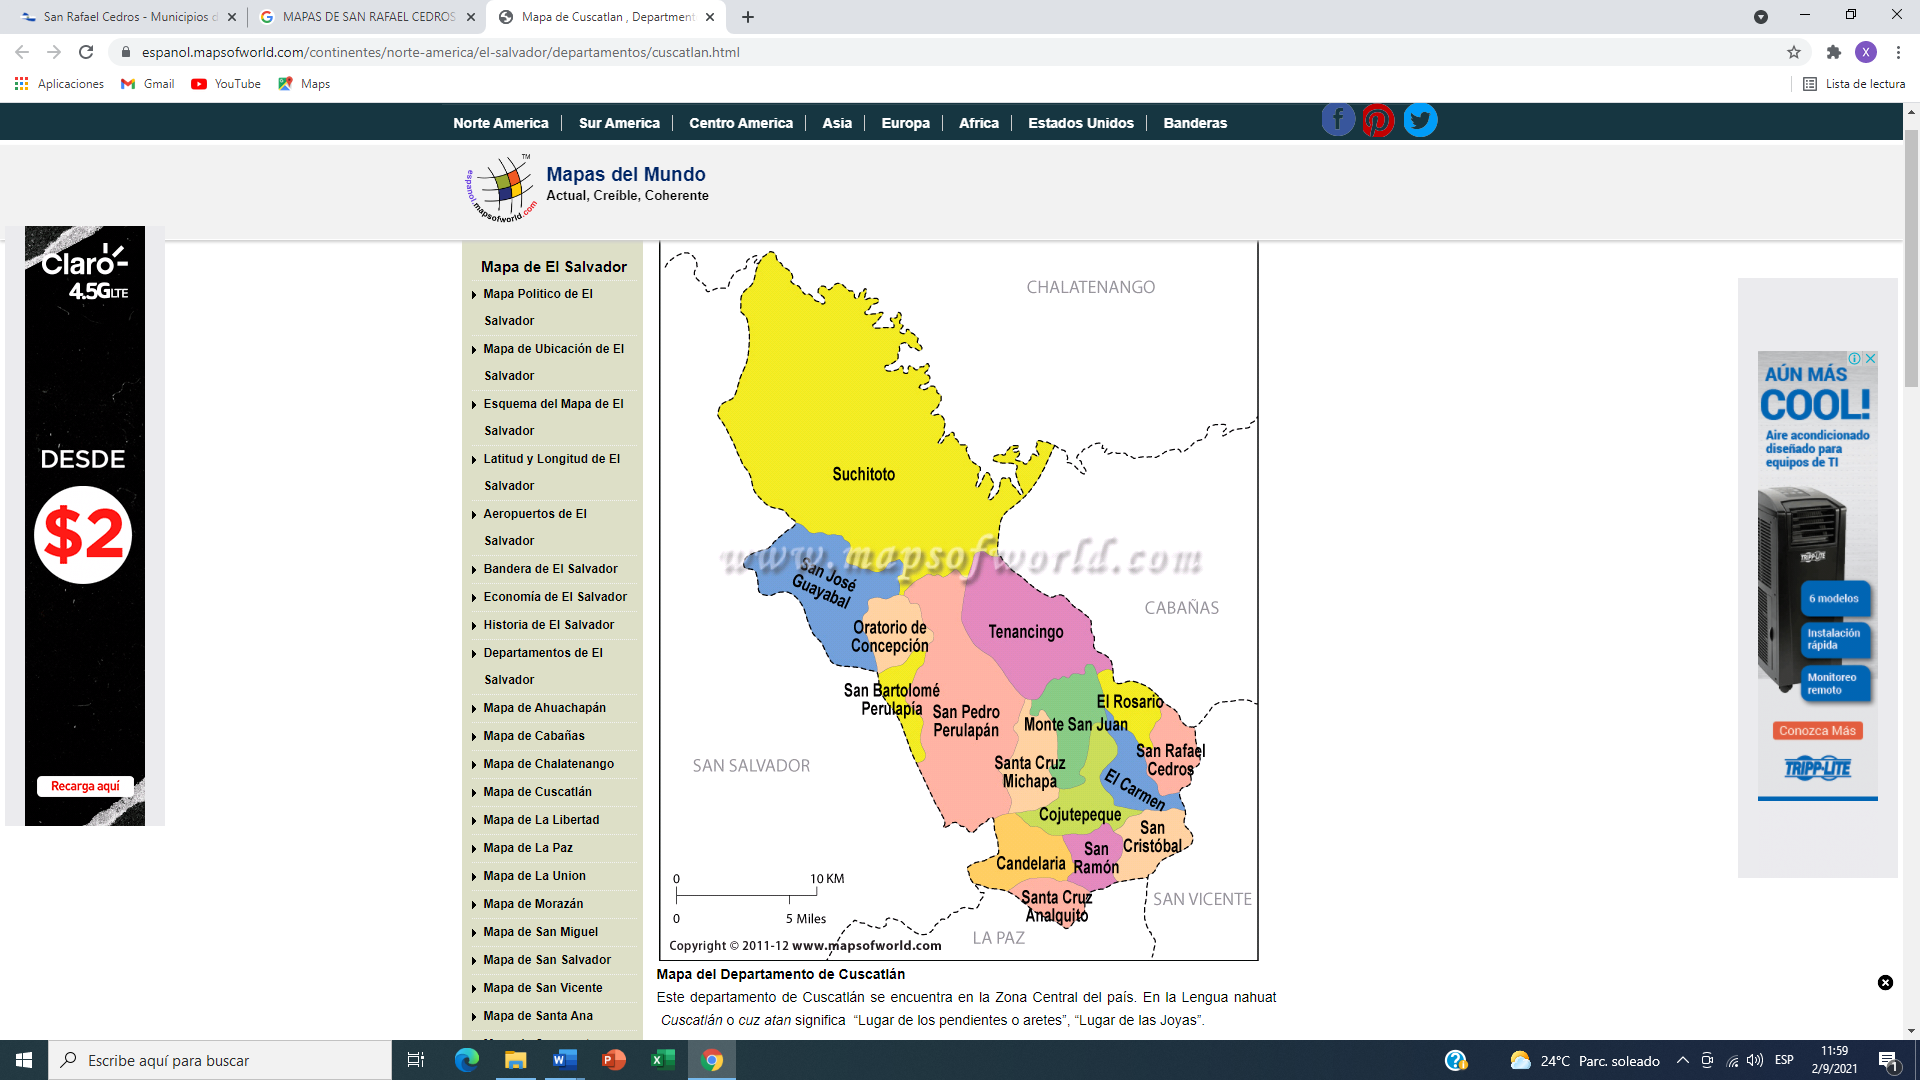 San Rafael Cedros - Municipios d
MAPAS DE SAN RAFAEL CEDROS
Mapa de Cuscatlan , Department
espanol.mapsofworld.com/continentes/norte-america/el-salvador/departamentos/cuscatlan.html
X
Aplicaciones
Gmail
YouTube
Maps
Lista de lectura
Norte America
Sur America
Centro America
Asia
Europa
Africa
Estados Unidos
Banderas
espanol.mapsofworld.com
TM
Mapas del Mundo
Actual, Creíble, Coherente
Claro-
4.5GLTE
DESDE
$2
Recarga aquí
Mapa de El Salvador
Mapa Politico de El
Salvador
Mapa de Ubicación de El
Salvador
Esquema del Mapa de El
Salvador
Latitud y Longitud de El
Salvador
Aeropuertos de El
Salvador
Bandera de El Salvador
Economía de El Salvador
Historia de El Salvador
Departamentos de El
Salvador
Mapa de Ahuachapán
Mapa de Cabañas
Mapa de Chalatenango
Mapa de Cuscatlán
Mapa de La Libertad
Mapa de La Paz
Mapa de La Union
Mapa de Morazán
Mapa de San Miguel
Mapa de San Salvador
Mapa de San Vicente
Mapa de Santa Ana
CHALATENANGO
Suchitoto
www.mapsofworld.com
San José
Guayabal
CABAÑAS
Oratorio de
Concepción
Tenancingo
San Bartolomé
Perulapía
San Pedro
Perulapán
El Rosario
Monte San Juan
San Rafael
Cedros
Santa Cruz
Michapa
El Carmen
SAN SALVADOR
Cojutepeque
San
Cristóbal
Candelaria
San
Ramón
Santa Cruz
Analquito
SAN VICENTE
LA PAZ
0 10 KM
0 5 Miles
Copyright © 2011-12 www.mapsofworld.com
Mapa del Departamento de Cuscatlán
Este departamento de Cuscatlán se encuentra en la Zona Central del país. En la Lengua nahuat
Cuscatlán o cuz atan significa “Lugar de los pendientes o aretes”, “Lugar de las Joyas”.
AÚN MÁS
COOL!
Aire acondicionado
diseñado para
equipos de TI
TRIPP-LITE
6 modelos
Instalación
rápida
Monitoreo
remoto
Conozca Más
TRIPP-LITE
Escribe aquí para buscar
24°C Parc. soleado
ESP
11:59
2/9/2021
1